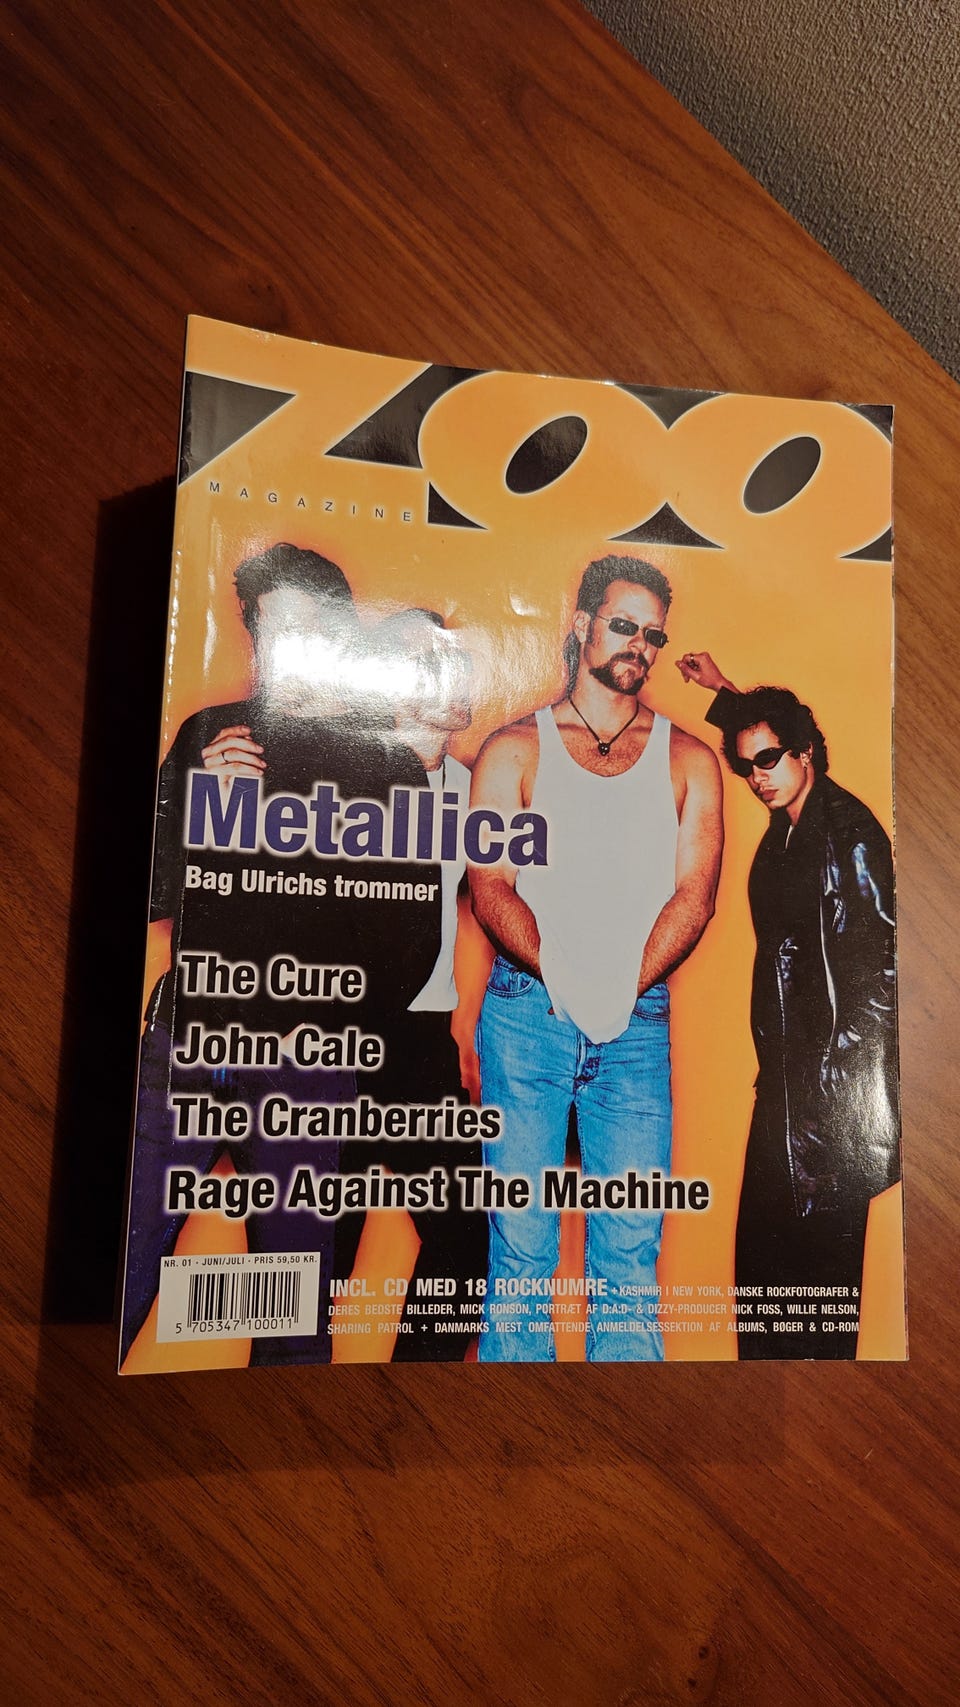 ZOO
MAGAZINE
Metallica
Bag Ulrichs trommer
The Cure
John Cale
The Cranberries
Rage Against The Machine
NR. 01 - JUNI/JULI - PRIS 59,50 KR.
5 705347 100011
INCL. CD MED 18 ROCKNUMRE + KASHMIR I NEW YORK, DANSKE ROCKFOTOGRAFER &
DERES BEDSTE BILLEDER, MICK RONSON, PORTRÆT AF D:A:D- & DIZZY-PRODUCER NICK FOSS, WILLIE NELSON,
SHARING PATROL + DANMARKS MEST OMFATTENDE ANMELDELSESSEKTION AF ALBUMS, BØGER & CD-ROM